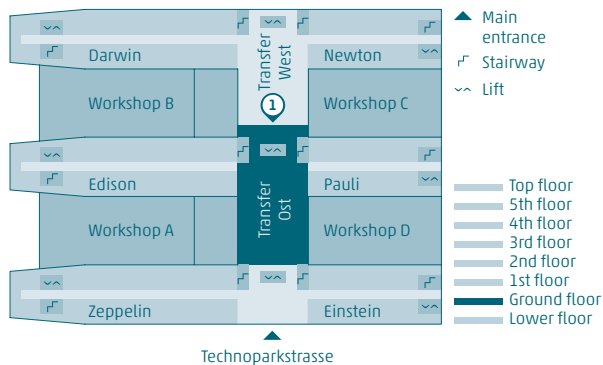 Main
entrance
Stairway
Lift
Darwin
Transfer
West
Newton
Workshop B
1
Workshop C
Edison
Pauli
Workshop A
Transfer
Ost
Workshop D
Zeppelin
Einstein
Technoparkstrasse
Top floor
5th floor
4th floor
3rd floor
2nd floor
1st floor
Ground floor
Lower floor